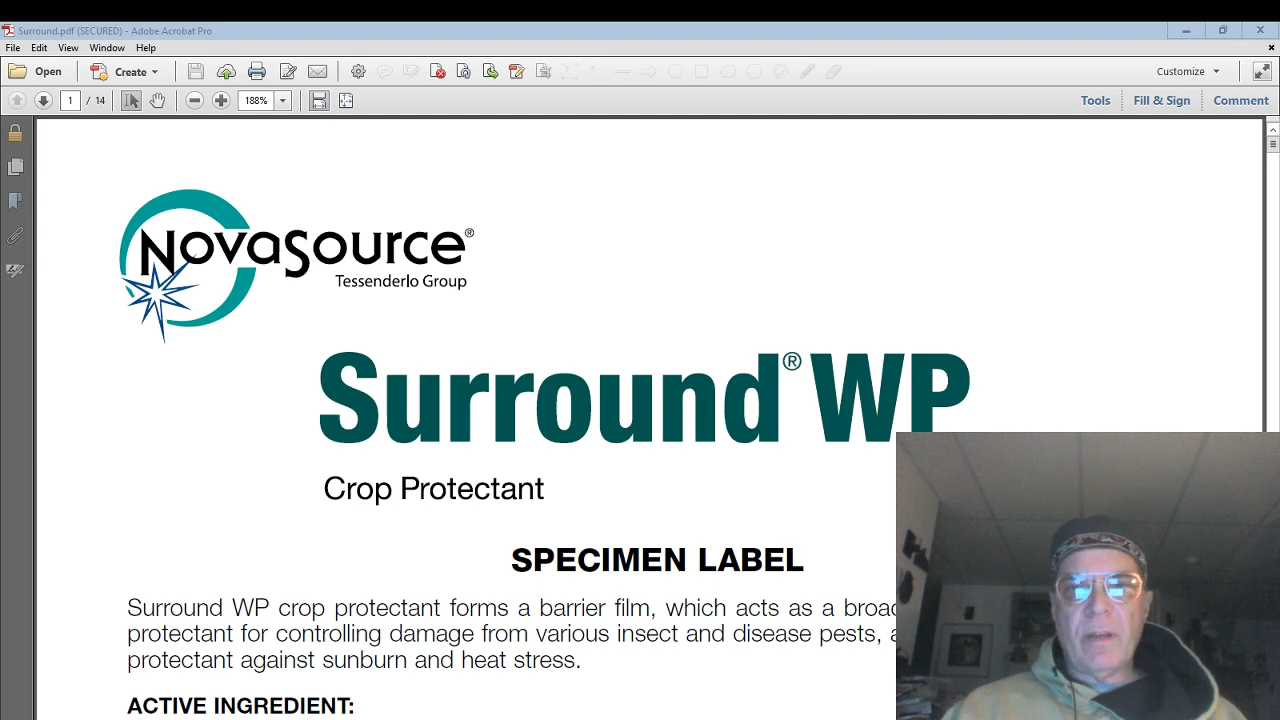 Surround.pdf (SECURED) - Adobe Acrobat Pro
File Edit View Window Help
Open Create Customize
1 / 14 188% Tools Fill & Sign Comment
NovaSource®
Tessenderlo Group
Surround® WP
Crop Protectant
SPECIMEN LABEL
Surround WP crop protectant forms a barrier film, which acts as a broad
protectant for controlling damage from various insect and disease pests, a
protectant against sunburn and heat stress.
ACTIVE INGREDIENT: